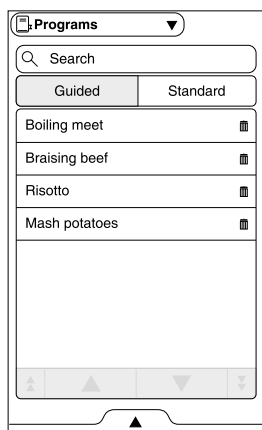 Programs
Search
Guided Standard
Boiling meet
Braising beef
Risotto
Mash potatoes